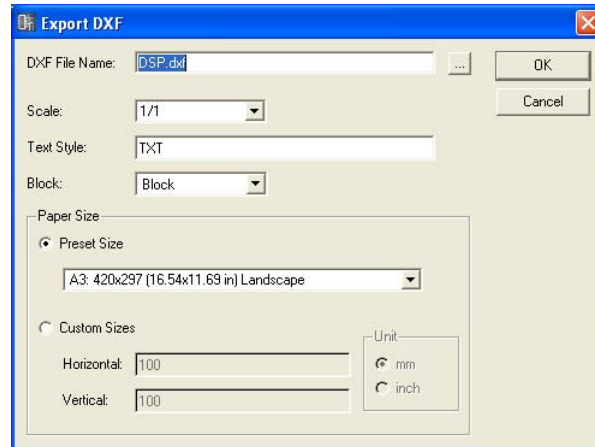 Export DXF
DXF File Name: DSP.dxf ... OK
Cancel
Scale: 1/1
Text Style: TXT
Block: Block
Paper Size
Preset Size
A3: 420x297 (16.54x11.69 in) Landscape
Custom Sizes
Unit
Horizontal: 100 mm
inch
Vertical: 100